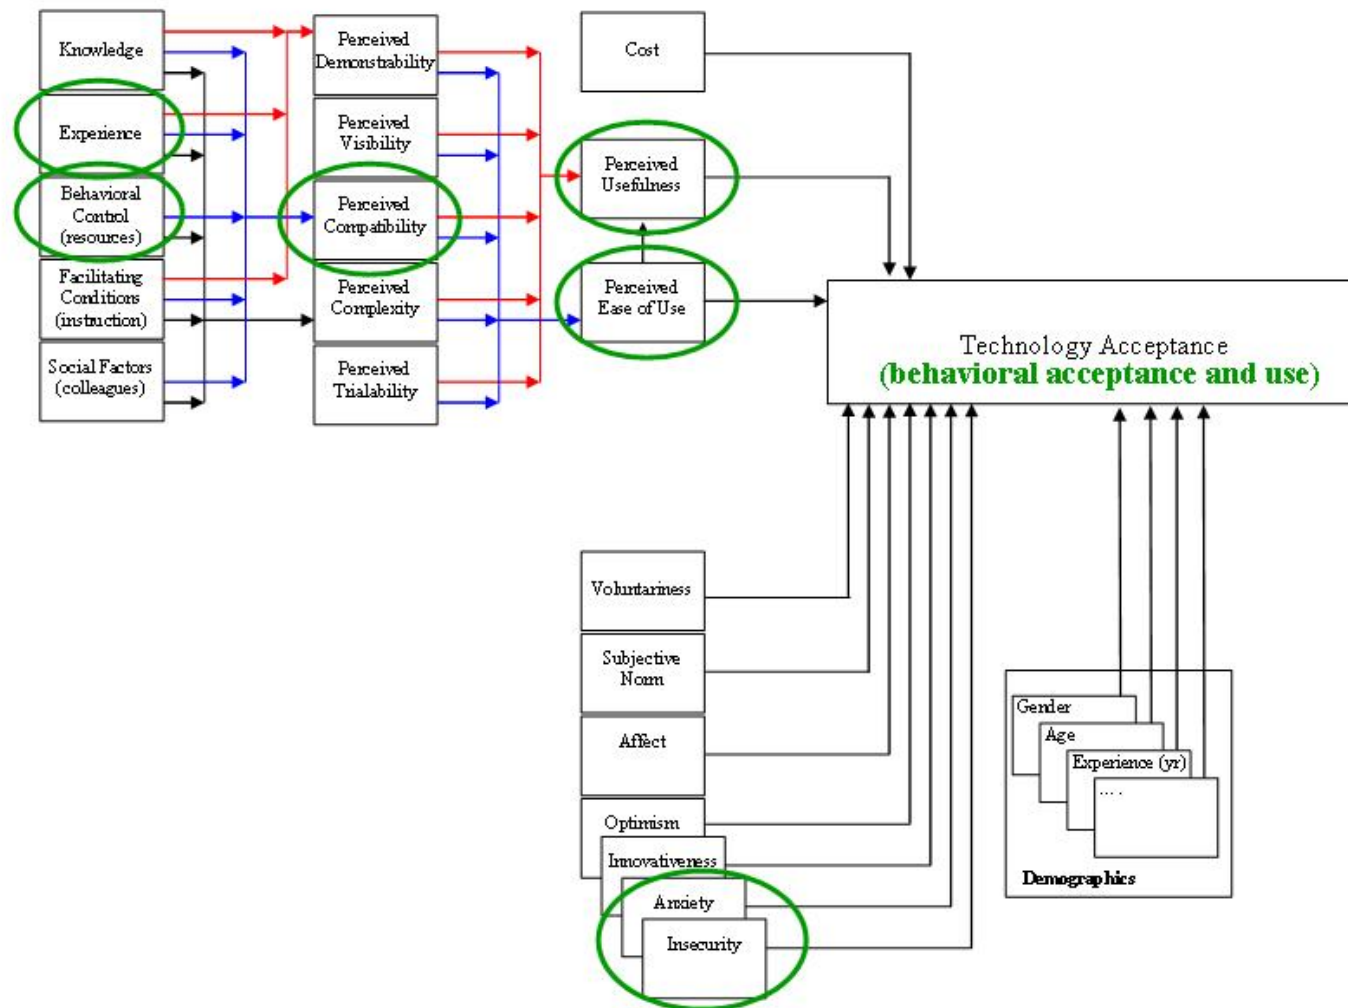 Knowledge
Experience
Behavioral
Control
(resources)
Facilitating
Conditions
(instruction)
Social Factors
(colleagues)
Perceived
Demonstrability
Perceived
Visibility
Perceived
Compatibility
Perceived
Complexity
Perceived
Trialability
Cost
Perceived
Usefulness
Perceived
Ease of Use
Technology Acceptance
(behavioral acceptance and use)
Voluntariness
Subjective
Norm
Affect
Optimism
Innovativeness
Anxiety
Insecurity
Gender
Age
Experience (yr)
... .
Demographics